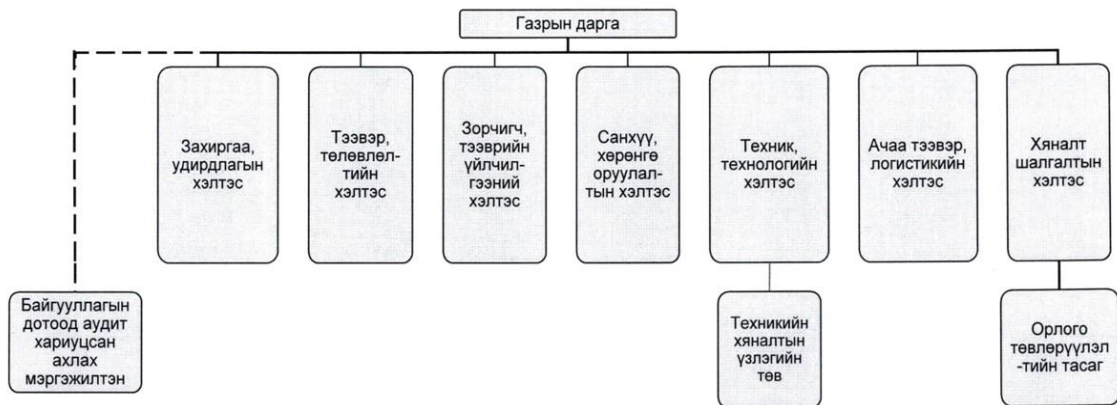 Газрын дарга
Захиргаа,
удирдлагын
хэлтэс
Тээвэр,
төлөвлөл-
тийн
хэлтэс
Зорчигч,
тээврийн
үйлчил-
гээний
хэлтэс
Санхүү,
хөрөнгө
оруулал-
тын хэлтэс
Техник,
технологийн
хэлтэс
Ачаа тээвэр,
логистикийн
хэлтэс
Хяналт
шалгалтын
хэлтэс
Байгууллагын
дотоод аудит
хариуцсан
ахлах
мэргэжилтэн
Техникийн
хяналтын
үзлэгийн
төв
Орлого
төвлөрүүлэл
-тийн тасаг